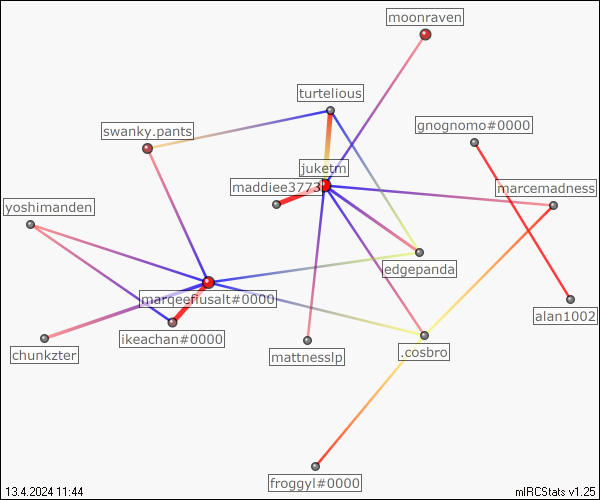 moonraven
turtelious
gnognomo#0000
swanky.pants
juketm
maddiee3773
marcemadness
yoshimanden
edgepanda
marqeefiusalt#0000
alan1002
ikeachan#0000
.cosbro
chunkzter
mattnesslp
froggyl#0000
13.4.2024 11:44
mIRCStats v1.25